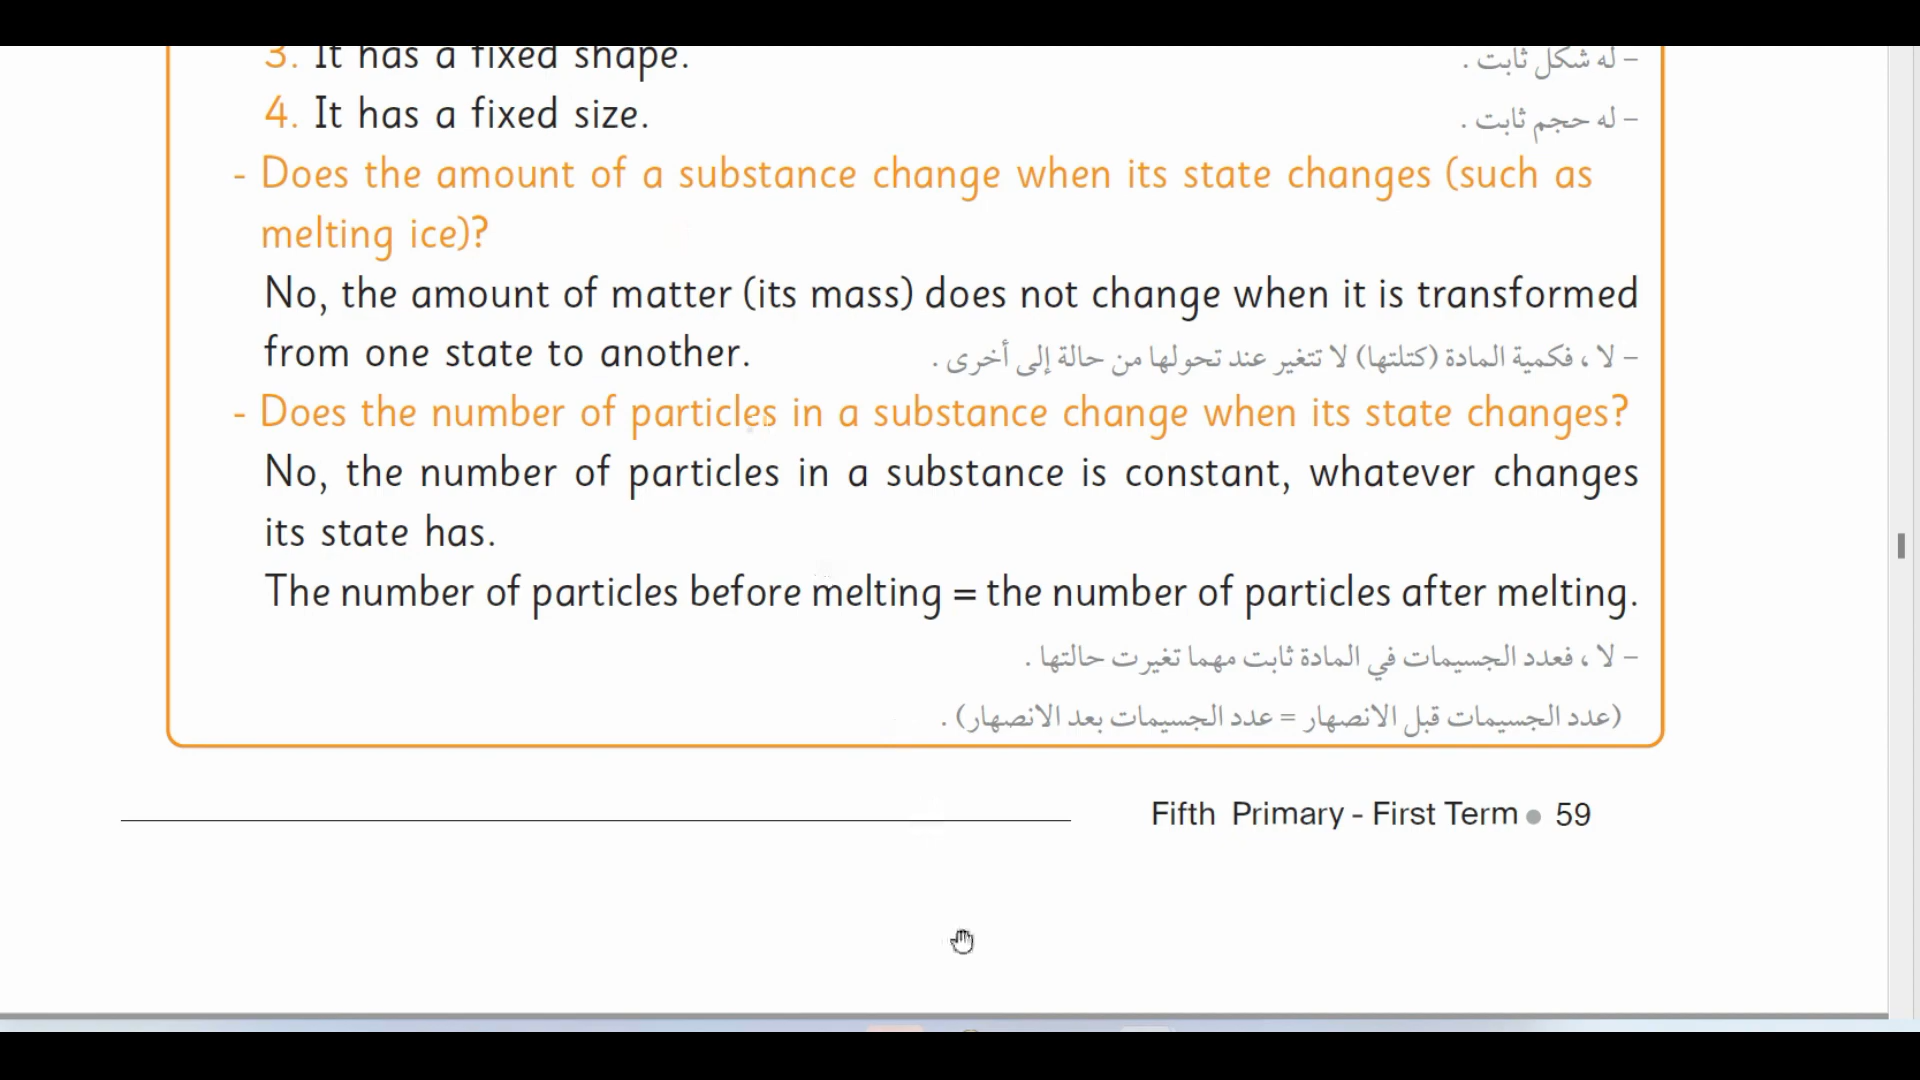 3. It has a fixed shape.
– له شكل ثابت .
4. It has a fixed size.
– له حجم ثابت .
- Does the amount of a substance change when its state changes (such as
melting ice)?
No, the amount of matter (its mass) does not change when it is transformed
from one state to another.
– لا ، فكمية المادة (كتلتها) لا تتغير عند تحولها من حالة إلى أخرى .
- Does the number of particles in a substance change when its state changes?
No, the number of particles in a substance is constant, whatever changes
its state has.
The number of particles before melting = the number of particles after melting.
– لا ، فعدد الجسيمات في المادة ثابت مهما تغيرت حالتها .
(عدد الجسيمات قبل الانصهار = عدد الجسيمات بعد الانصهار) .
Fifth Primary - First Term ● 59